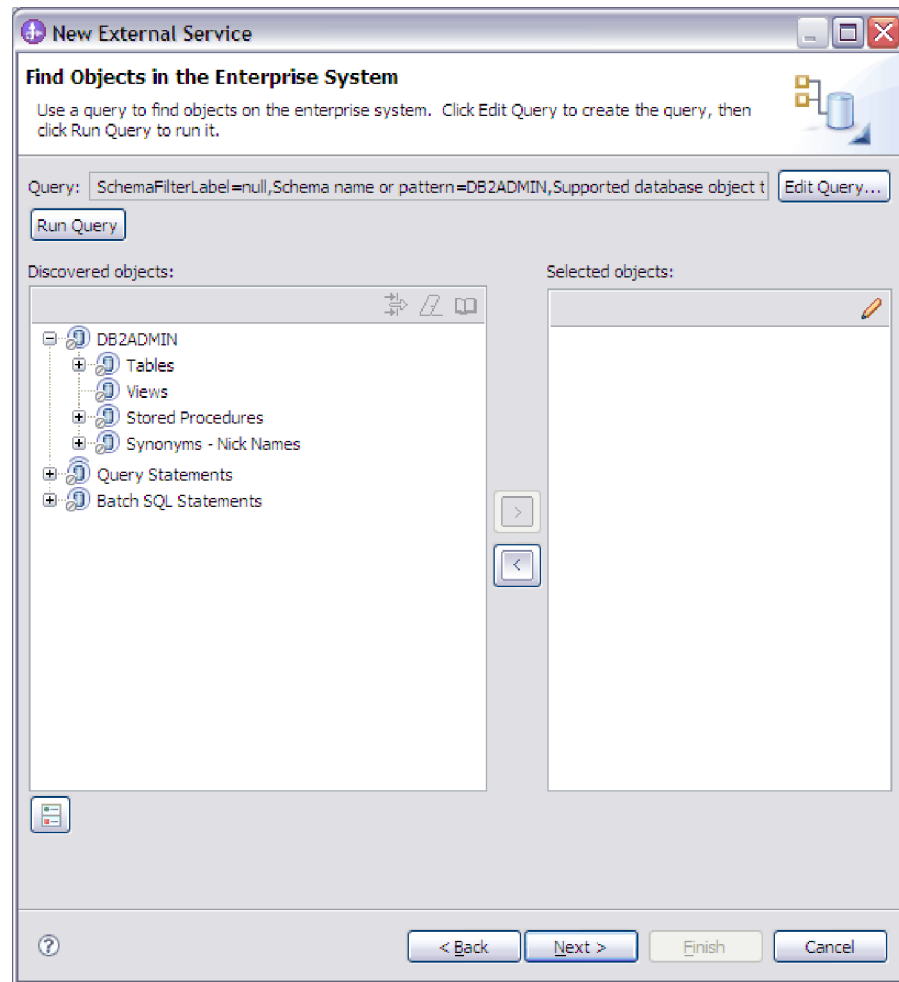 New External Service
Find Objects in the Enterprise System
Use a query to find objects on the enterprise system. Click Edit Query to create the query, then
click Run Query to run it.
Query: SchemaFilterLabel=null,Schema name or pattern=DB2ADMIN,Supported database object t Edit Query...
Run Query
Discovered objects: Selected objects:
DB2ADMIN
Tables
Views
Stored Procedures
Synonyms - Nick Names
Query Statements
Batch SQL Statements
>
<
? < Back Next > Finish Cancel